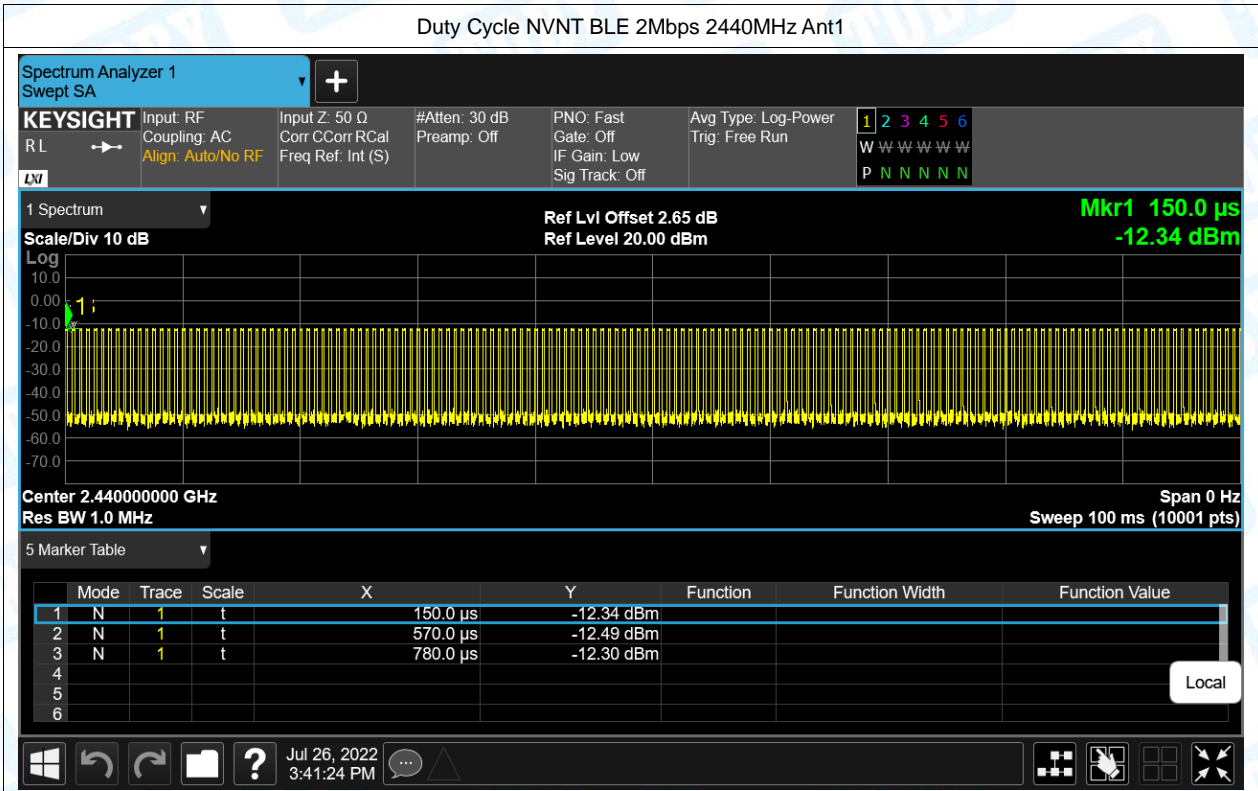 Duty Cycle NVNT BLE 2Mbps 2440MHz Ant1
Spectrum Analyzer 1
Swept SA
+
KEYSIGHT
R L
LXI
Input: RF
Coupling: AC
Align: Auto/No RF
Input Z: 50 Ω
Corr CCorr RCal
Freq Ref: Int (S)
#Atten: 30 dB
Preamp: Off
PNO: Fast
Gate: Off
IF Gain: Low
Sig Track: Off
Avg Type: Log-Power
Trig: Free Run
1 2 3 4 5 6
W W W W W W
P N N N N N
1 Spectrum
Scale/Div 10 dB
Ref Lvl Offset 2.65 dB
Ref Level 20.00 dBm
Mkr1 150.0 µs
-12.34 dBm
Log
10.0
0.00
-10.0
-20.0
-30.0
-40.0
-50.0
-60.0
-70.0
1
Center 2.440000000 GHz
Res BW 1.0 MHz
Span 0 Hz
Sweep 100 ms (10001 pts)
5 Marker Table
Mode Trace Scale X Y Function Function Width Function Value
1 N 1 t 150.0 µs -12.34 dBm
2 N 1 t 570.0 µs -12.49 dBm
3 N 1 t 780.0 µs -12.30 dBm
4
5
6
Local
?
Jul 26, 2022
3:41:24 PM